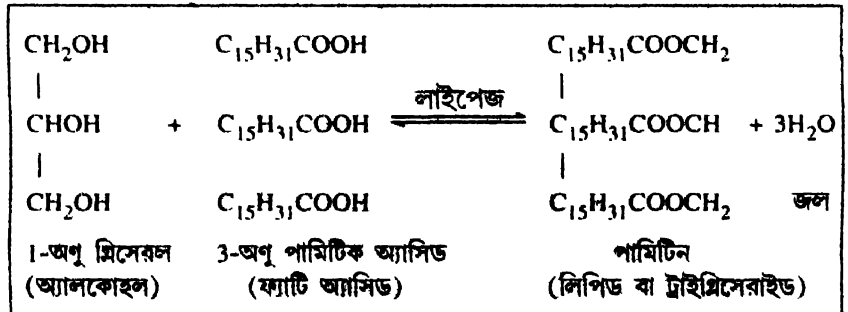 CH₂OH C₁₅H₃₁COOH C₁₅H₃₁COOCH₂
| |
CHOH + C₁₅H₃₁COOH লাইপেজ ⇌ C₁₅H₃₁COOCH + 3H₂O
| |
CH₂OH C₁₅H₃₁COOH C₁₅H₃₁COOCH₂ জল
1-অণু গ্লিসেরল 3-অণু পামিটিক অ্যাসিড পামিটিন
(অ্যালকোহল) (ফ্যাটি অ্যাসিড) (লিপিড বা ট্রাইগ্লিসেরাইড)